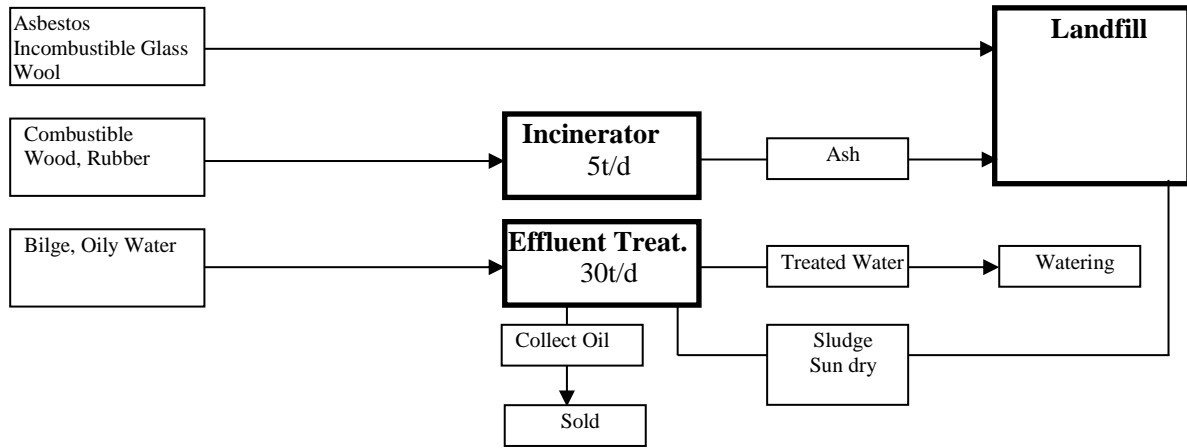 Asbestos
Incombustible Glass
Wool
Landfill
Combustible
Wood, Rubber
Incinerator
5t/d
Ash
Bilge, Oily Water
Effluent Treat.
30t/d
Treated Water
Watering
Collect Oil
Sludge
Sun dry
Sold